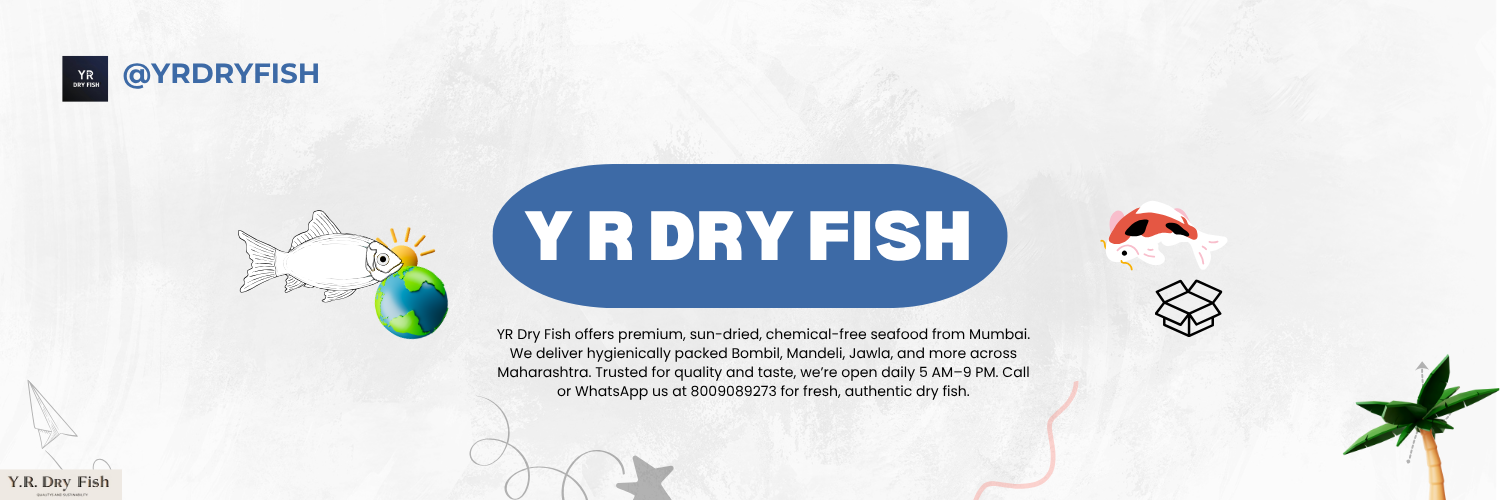 YR
DRY FISH
@YRDRYFISH
Y R DRY FISH
YR Dry Fish offers premium, sun-dried, chemical-free seafood from Mumbai.
We deliver hygienically packed Bombil, Mandeli, Jawla, and more across
Maharashtra. Trusted for quality and taste, we’re open daily 5 AM–9 PM. Call
or WhatsApp us at 8009089273 for fresh, authentic dry fish.
Y.R. Dry Fish